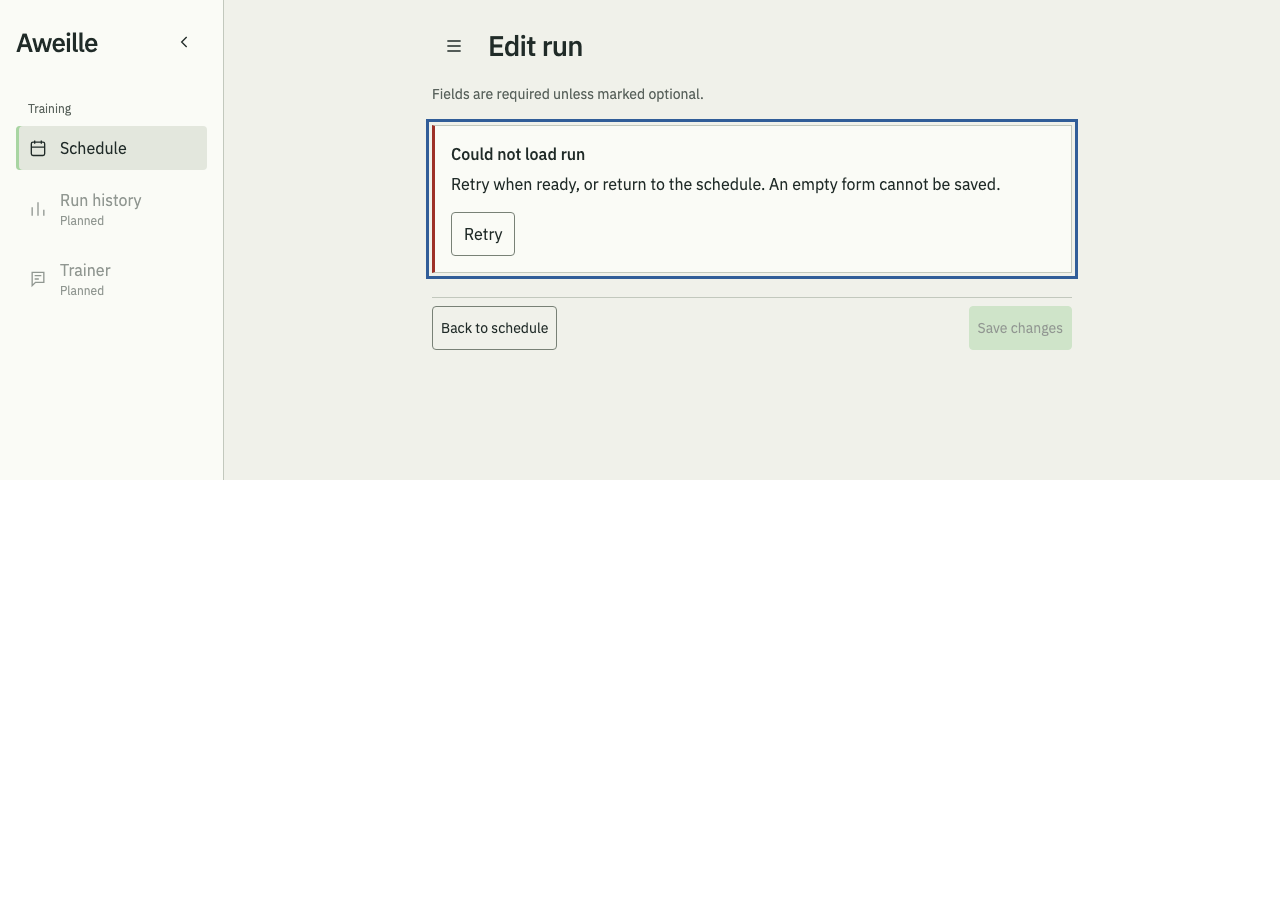 Aweille
Edit run
Fields are required unless marked optional.
Training
Schedule
Run history
Planned
Trainer
Planned
Could not load run
Retry when ready, or return to the schedule. An empty form cannot be saved.
Retry
Back to schedule
Save changes